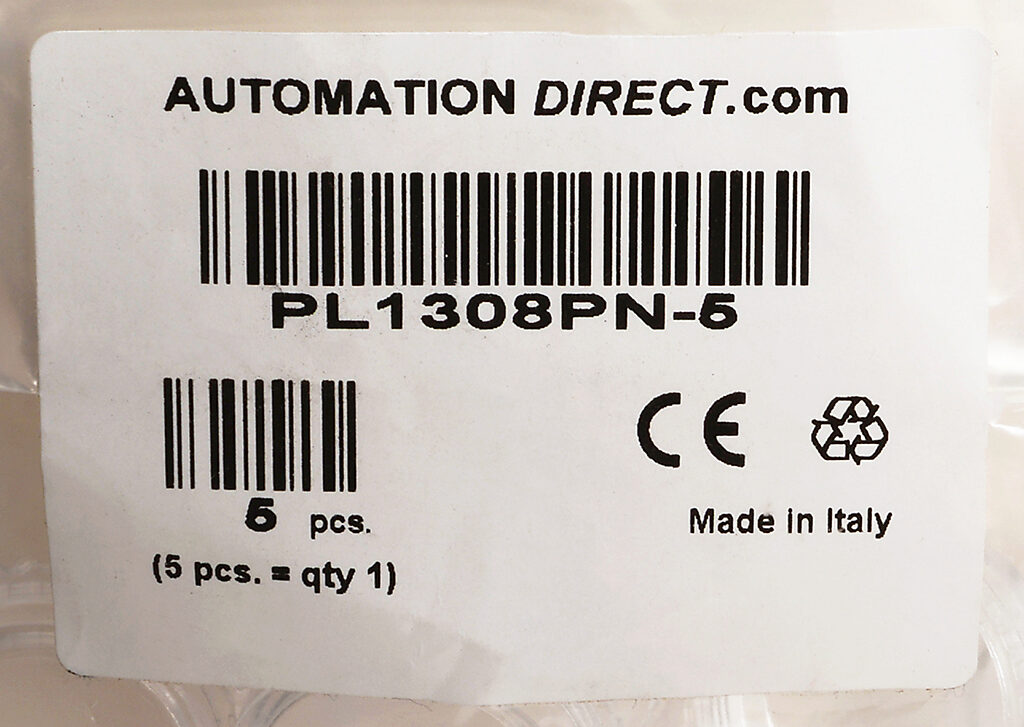 AUTOMATION DIRECT.com
PL1308PN-5
CE
5 pcs.
Made in Italy
(5 pcs. = qty 1)